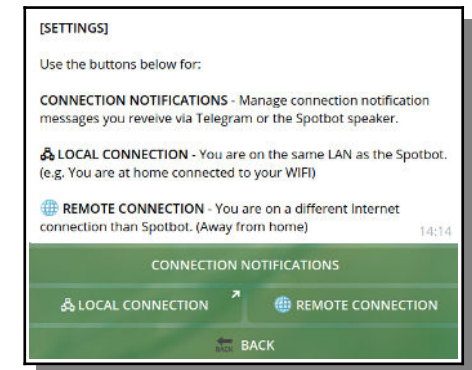 [SETTINGS]
Use the buttons below for:
CONNECTION NOTIFICATIONS - Manage connection notification
messages you reveive via Telegram or the Spotbot speaker.
LOCAL CONNECTION - You are on the same LAN as the Spotbot.
(e.g. You are at home connected to your WIFI)
REMOTE CONNECTION - You are on a different Internet
connection than Spotbot. (Away from home) 14:14
CONNECTION NOTIFICATIONS
LOCAL CONNECTION REMOTE CONNECTION
BACK BACK